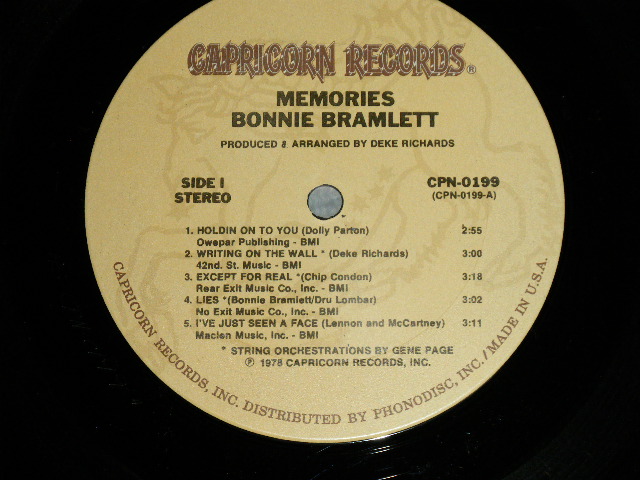 CAPRICORN RECORDS®
MEMORIES
BONNIE BRAMLETT
PRODUCED & ARRANGED BY DEKE RICHARDS
SIDE I
STEREO
CPN-0199
(CPN-0199-A)
1. HOLDIN ON TO YOU (Dolly Parton) 2:55
Owepar Publishing - BMI
2. WRITING ON THE WALL * (Deke Richards) 3:00
42nd. St. Music - BMI
3. EXCEPT FOR REAL *(Chip Condon) 3:18
Rear Exit Music Co., Inc. - BMI
4. LIES *(Bonnie Bramlett/Dru Lombar) 3:02
No Exit Music Co., Inc. - BMI
5. I'VE JUST SEEN A FACE (Lennon and McCartney) 3:11
Maclen Music, Inc. - BMI
* STRING ORCHESTRATIONS BY GENE PAGE
℗ 1978 CAPRICORN RECORDS, INC.
CAPRICORN RECORDS, INC. DISTRIBUTED BY PHONODISC, INC./MADE IN U.S.A.